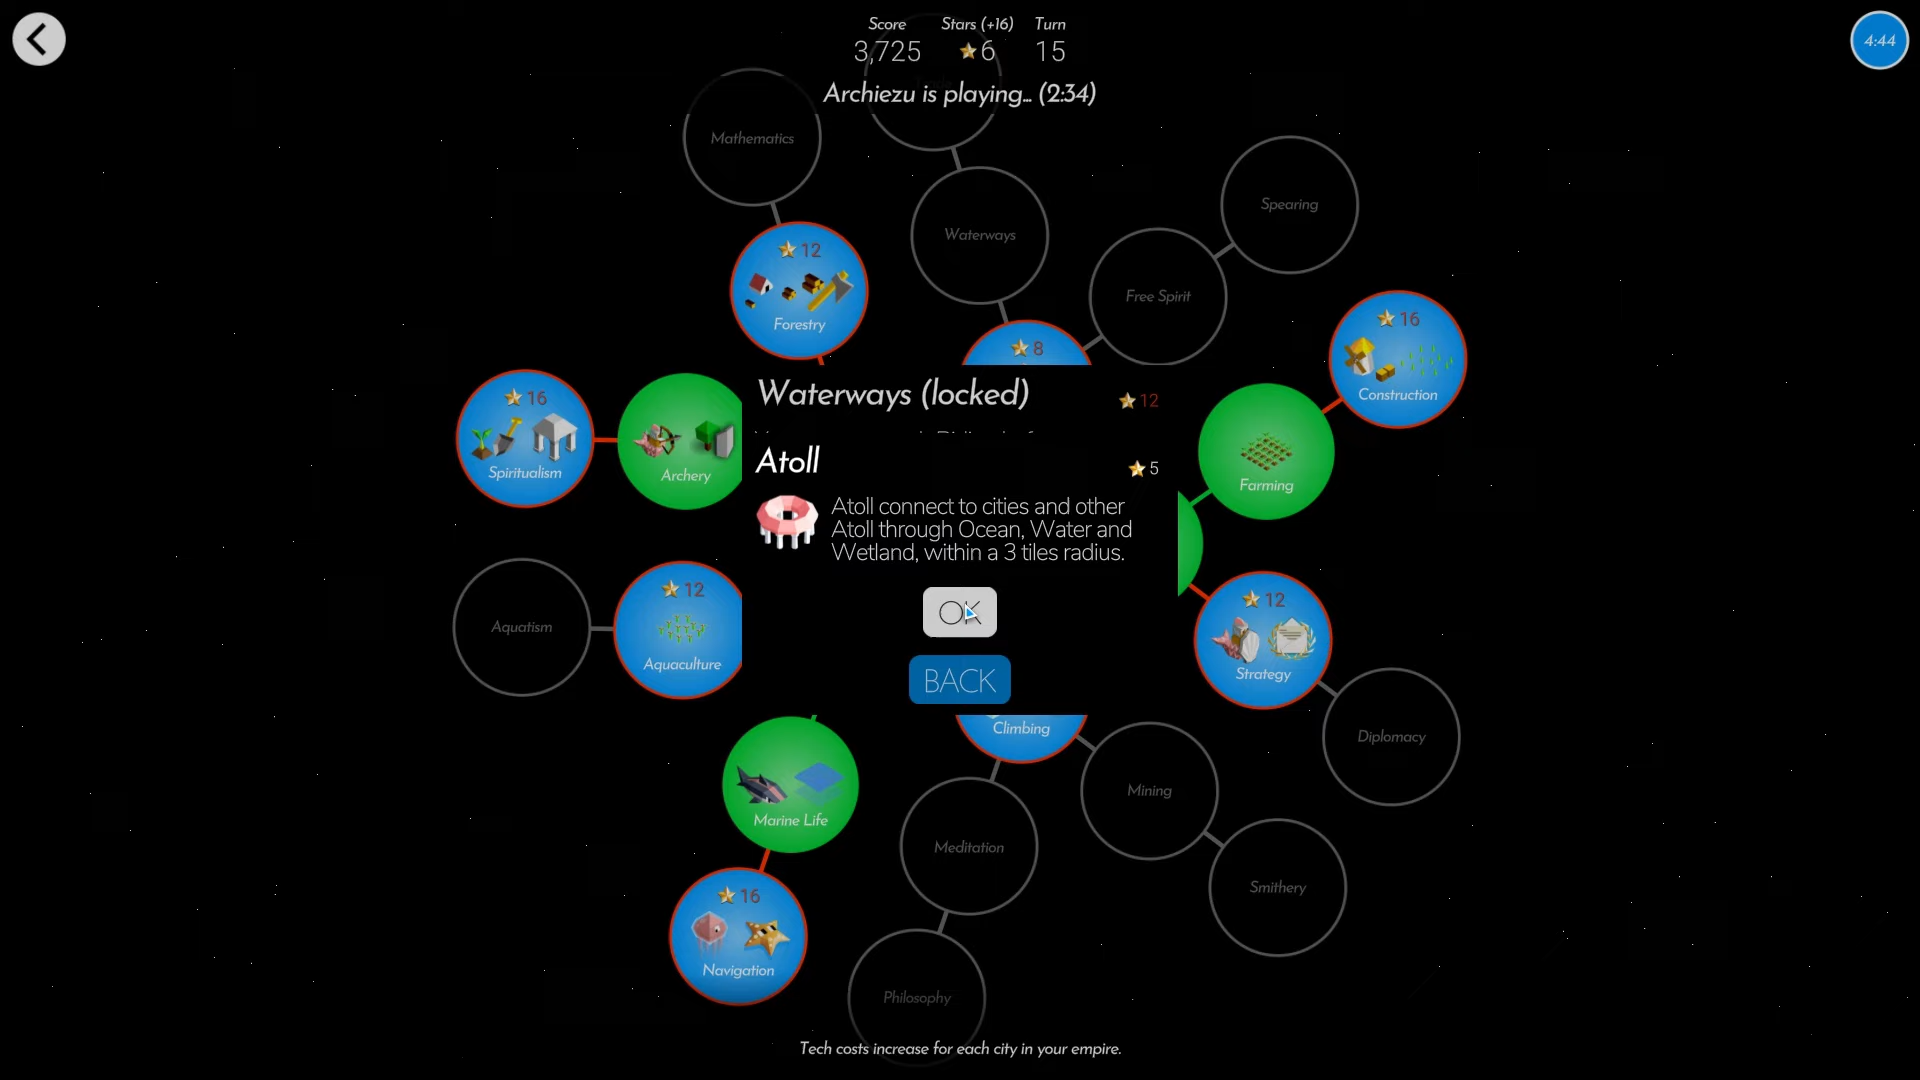 Score Stars (+16) Turn
3,725 6 15
4:44
Archiezu is playing... (2:34)
Mathematics
Spearing
Waterways
12
Free Spirit
Forestry
16
8
Construction
Waterways (locked)
12
16
Spiritualism
Archery
Atoll
5
Farming
Atoll connect to cities and other
Atoll through Ocean, Water and
Wetland, within a 3 tiles radius.
12
12
OK
Aquatism
Aquaculture
Strategy
BACK
Climbing
Diplomacy
Mining
Marine Life
Meditation
16
Smithery
Navigation
Philosophy
Tech costs increase for each city in your empire.